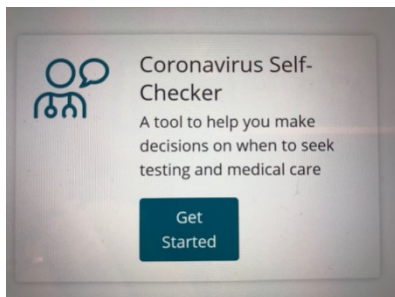 Coronavirus Self-
Checker
A tool to help you make
decisions on when to seek
testing and medical care
Get
Started